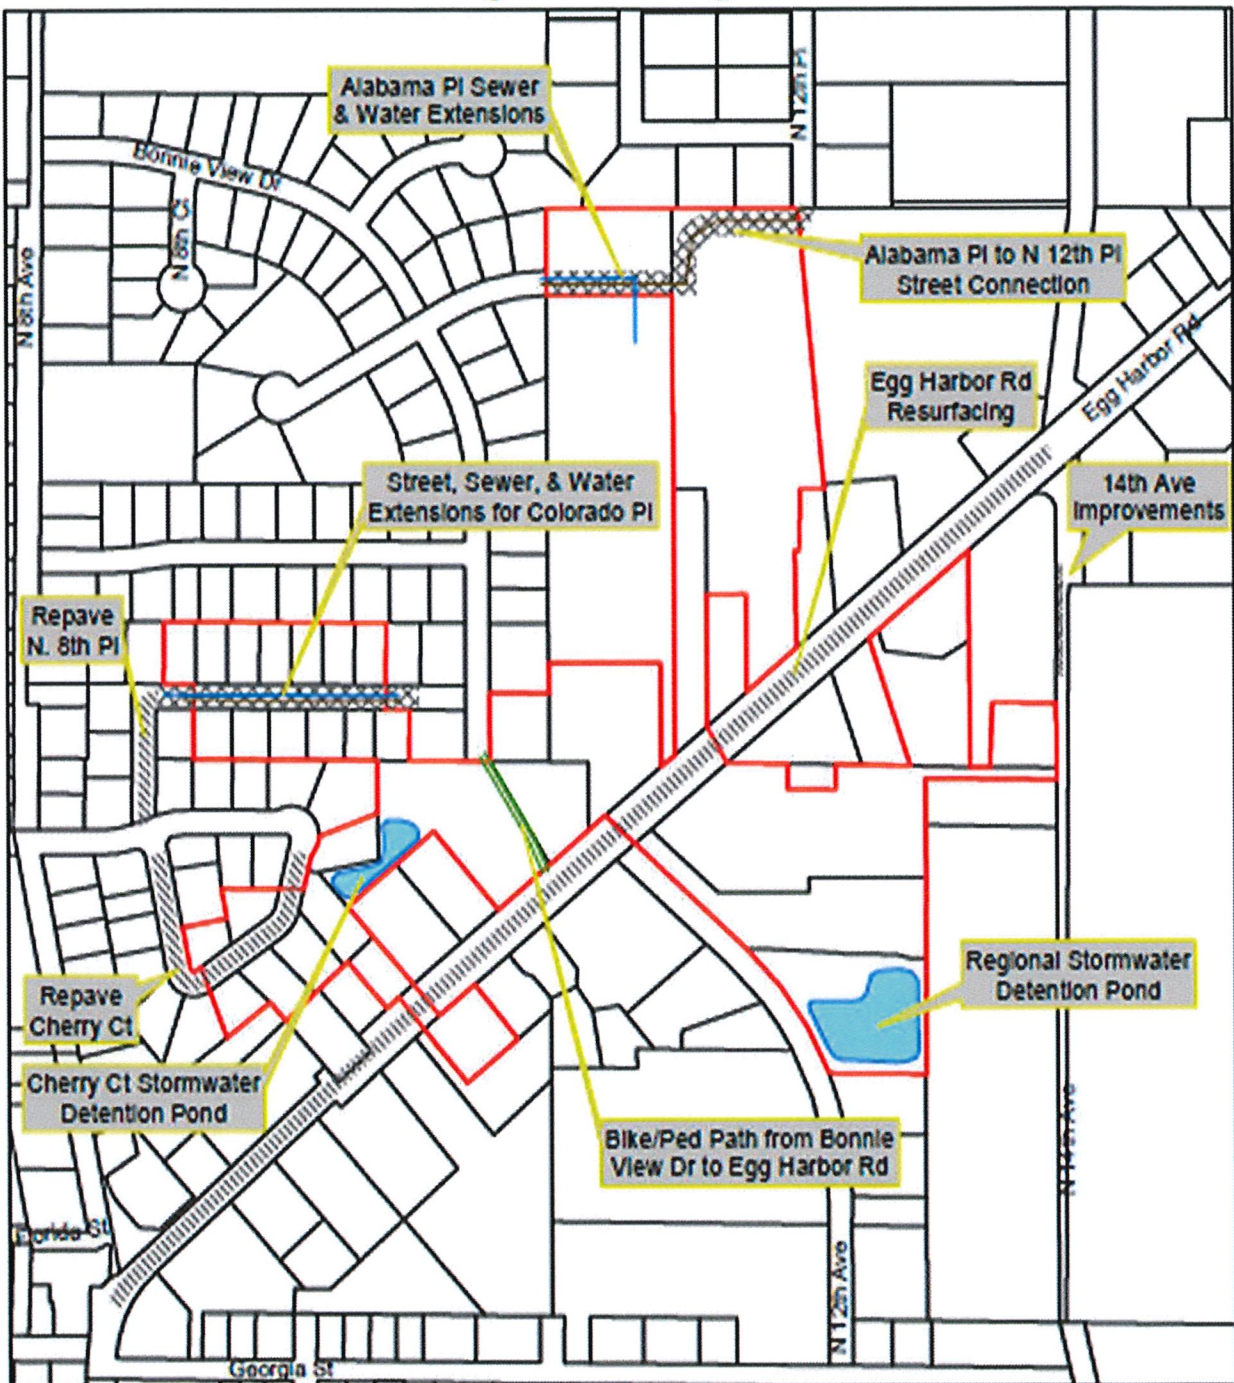 Alabama Pl Sewer
& Water Extensions
N 12th Pl
Bonnie View Dr
N 8th Ct
N 8th Ave
Alabama Pl to N 12th Pl
Street Connection
Egg Harbor Rd
Egg Harbor Rd
Resurfacing
Street, Sewer, & Water
Extensions for Colorado Pl
14th Ave
Improvements
Repave
N. 8th Pl
Regional Stormwater
Detention Pond
Repave
Cherry Ct
Cherry Ct Stormwater
Detention Pond
Bike/Ped Path from Bonnie
View Dr to Egg Harbor Rd
N 14th Ave
Florida St
N 12th Ave
Georgia St